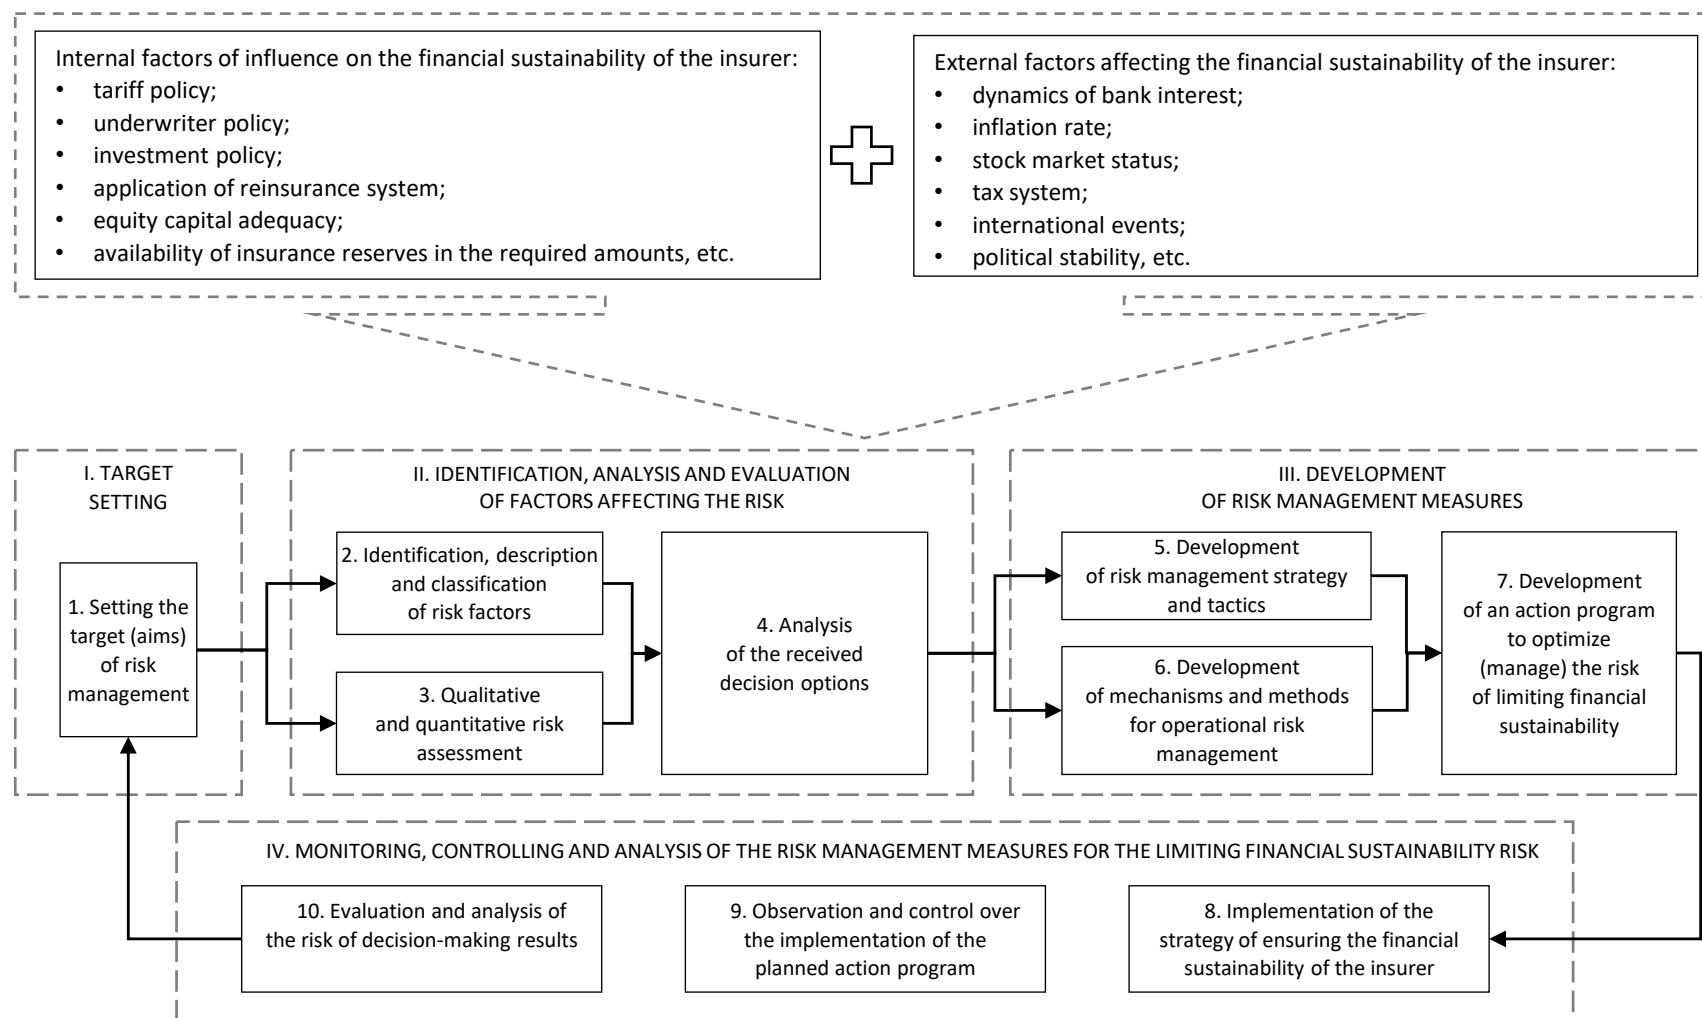 Internal factors of influence on the financial sustainability of the insurer:
• tariff policy;
• underwriter policy;
• investment policy;
• application of reinsurance system;
• equity capital adequacy;
• availability of insurance reserves in the required amounts, etc.
External factors affecting the financial sustainability of the insurer:
• dynamics of bank interest;
• inflation rate;
• stock market status;
• tax system;
• international events;
• political stability, etc.
I. TARGET
SETTING
1. Setting the
target (aims)
of risk
management
II. IDENTIFICATION, ANALYSIS AND EVALUATION
OF FACTORS AFFECTING THE RISK
2. Identification, description
and classification
of risk factors
3. Qualitative
and quantitative risk
assessment
4. Analysis
of the received
decision options
III. DEVELOPMENT
OF RISK MANAGEMENT MEASURES
5. Development
of risk management strategy
and tactics
6. Development
of mechanisms and methods
for operational risk
management
7. Development
of an action program
to optimize
(manage) the risk
of limiting financial
sustainability
IV. MONITORING, CONTROLLING AND ANALYSIS OF THE RISK MANAGEMENT MEASURES FOR THE LIMITING FINANCIAL SUSTAINABILITY RISK
10. Evaluation and analysis of
the risk of decision-making results
9. Observation and control over
the implementation of the
planned action program
8. Implementation of the
strategy of ensuring the financial
sustainability of the insurer